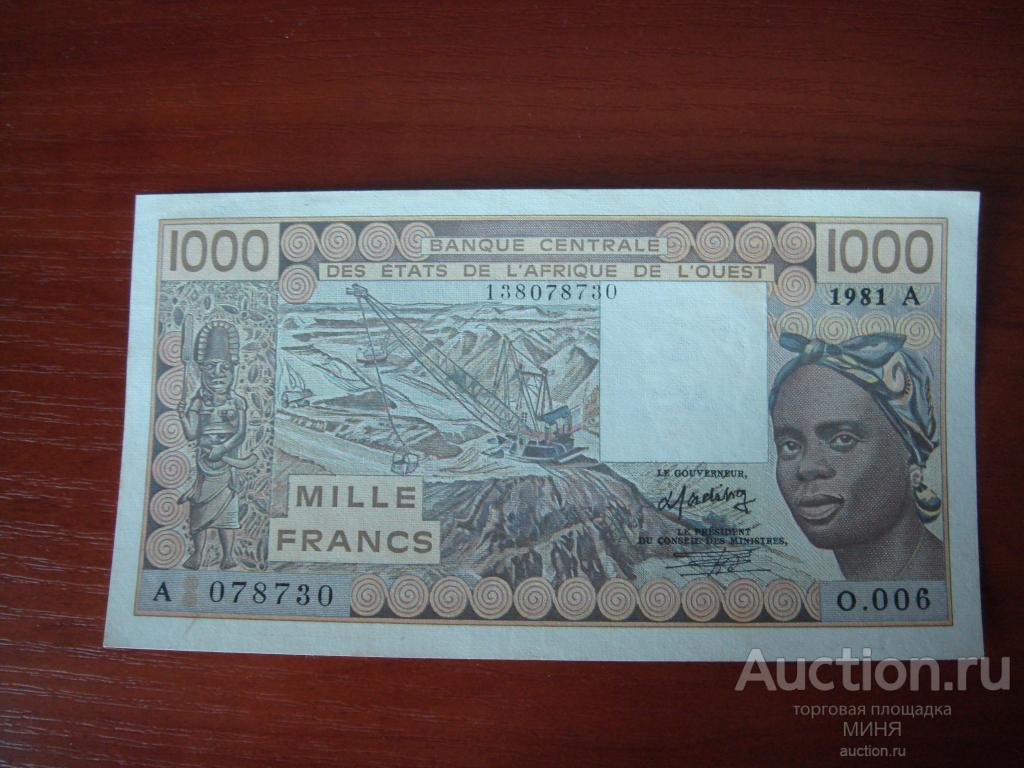 1000
BANQUE CENTRALE
1000
DES ÉTATS DE L'AFRIQUE DE L'OUEST
138078730
1981 A
LE GOUVERNEUR,
MILLE
FRANCS
LE PRÉSIDENT
DU CONSEIL DES MINISTRES,
A 078730
O.006
Auction.ru
торговая площадка
МИНЯ
auction.ru